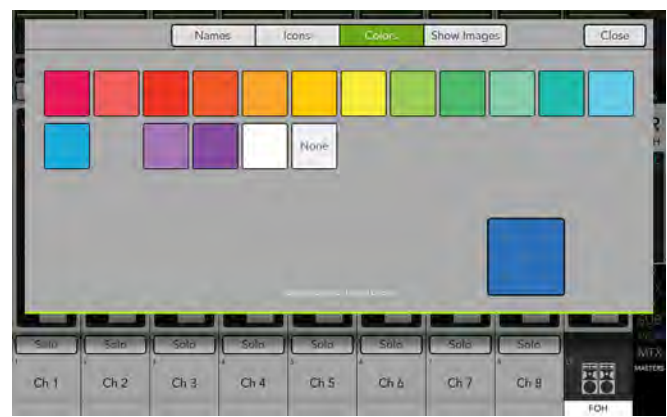 Names Icons Colors Show Images Close
None
Solo Solo Solo Solo Solo Solo Solo Solo
Ch 1 Ch 2 Ch 3 Ch 4 Ch 5 Ch 6 Ch 7 Ch 8
MTX
MASTERS
FOH